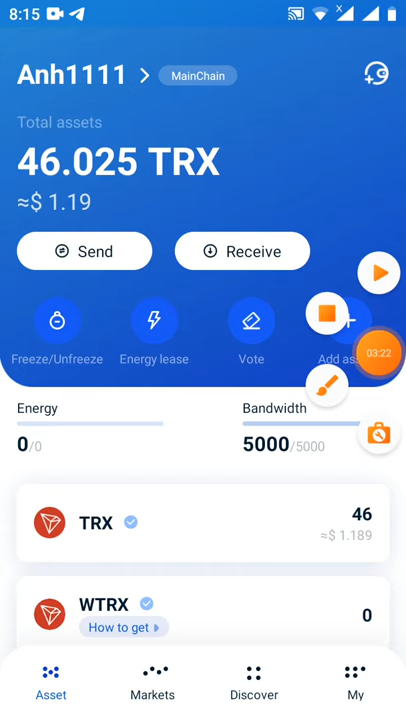 8:15
Anh1111
MainChain
Total assets
46.025 TRX
≈$ 1.19
Send
Receive
Freeze/Unfreeze
Energy lease
Vote
Add as
03:22
Energy
Bandwidth
0/0
5000/5000
TRX
46
≈$ 1.189
WTRX
How to get
0
Asset
Markets
Discover
My